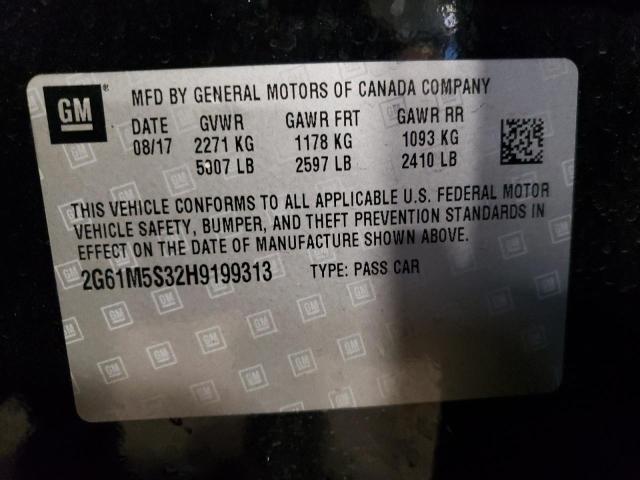 GM ® MFD BY GENERAL MOTORS OF CANADA COMPANY
DATE GVWR GAWR FRT GAWR RR
08/17 2271 KG 1178 KG 1093 KG
5007 LB 2597 LB 2410 LB
THIS VEHICLE CONFORMS TO ALL APPLICABLE U.S. FEDERAL MOTOR
VEHICLE SAFETY, BUMPER, AND THEFT PREVENTION STANDARDS IN
EFFECT ON THE DATE OF MANUFACTURE SHOWN ABOVE.
2G61M5S32H9199313 TYPE: PASS CAR